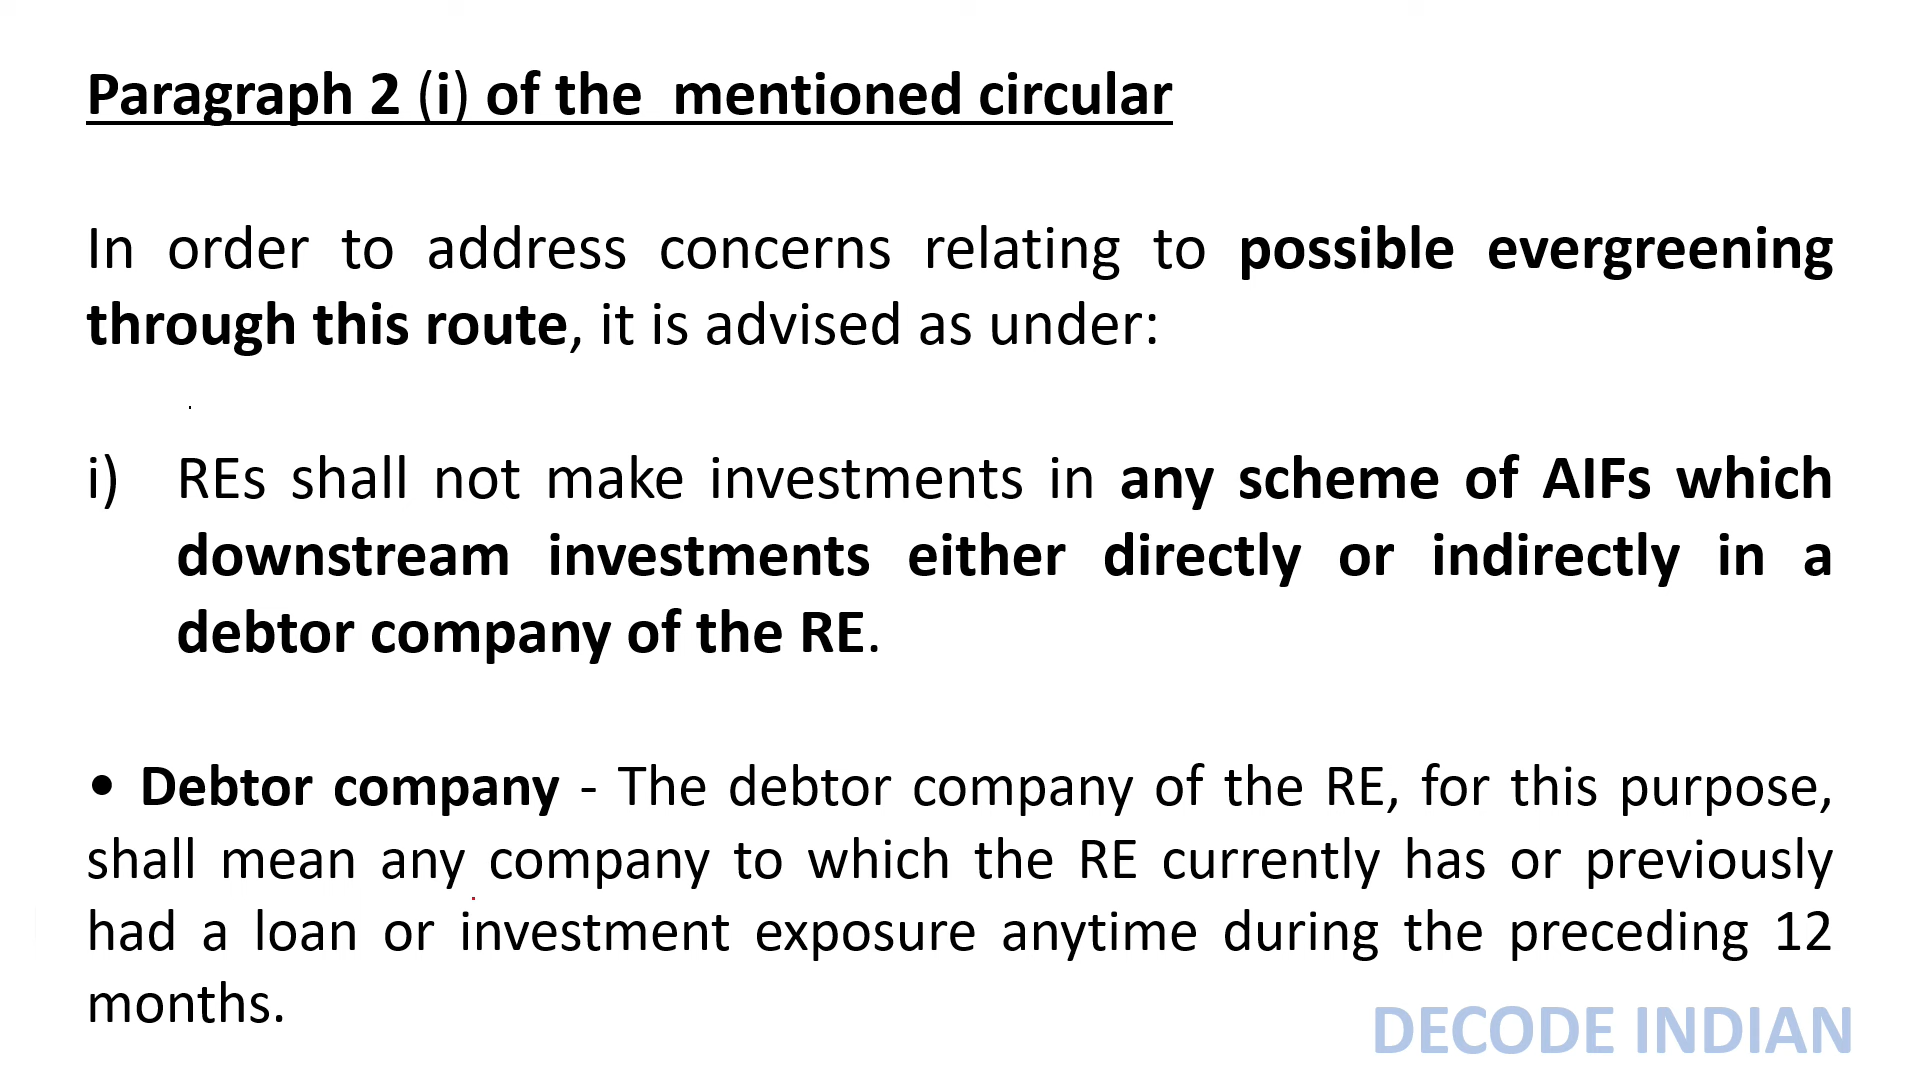 Paragraph 2 (i) of the  mentioned circular
In order to address concerns relating to possible evergreening
through this route, it is advised as under:
i) REs shall not make investments in any scheme of AIFs which
downstream investments either directly or indirectly in a
debtor company of the RE.
• Debtor company - The debtor company of the RE, for this purpose,
shall mean any company to which the RE currently has or previously
had a loan or investment exposure anytime during the preceding 12
months.
DECODE INDIAN